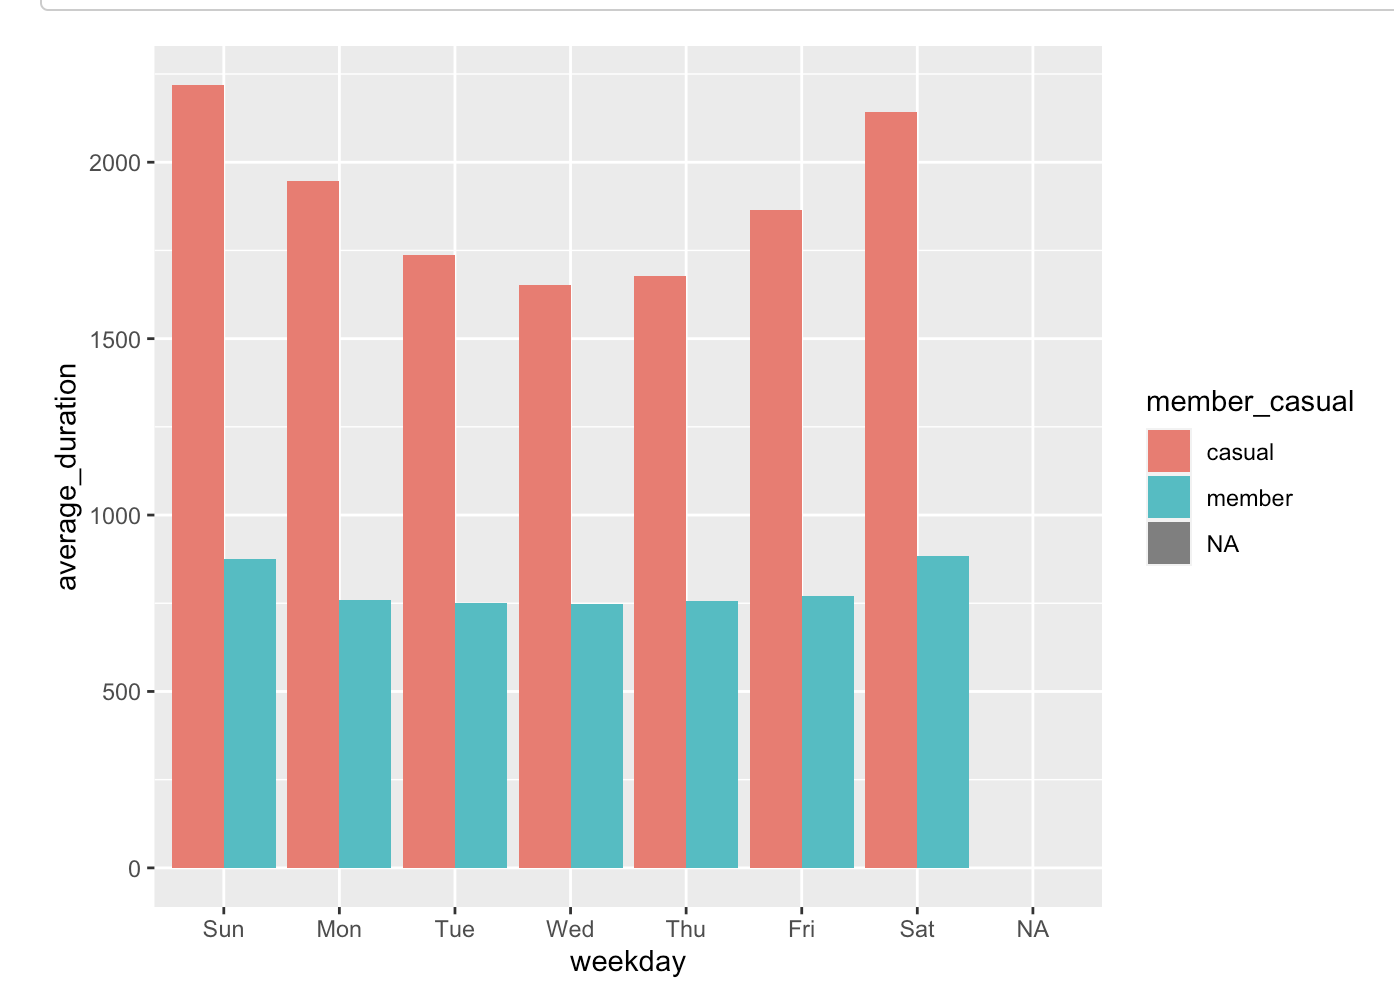 2000
1500
1000
500
0
average_duration
Sun Mon Tue Wed Thu Fri Sat NA
weekday
member_casual
casual
member
NA